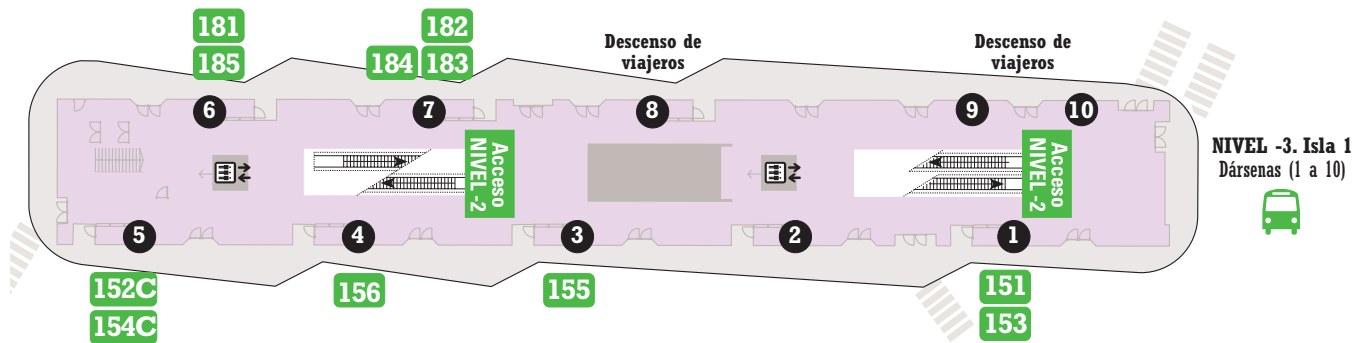 181
185
182
184 183
Descenso de
viajeros
Descenso de
viajeros
6
7
8
9
10
Acceso
NIVEL -2
Acceso
NIVEL -2
NIVEL -3. Isla 1
Dársenas (1 a 10)
5
4
3
2
1
152C
154C
156
155
151
153